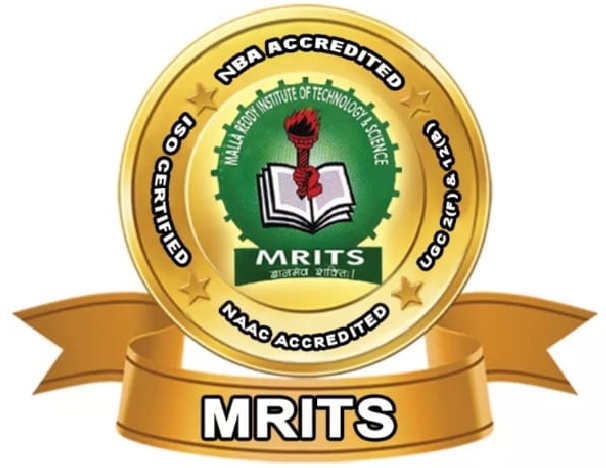 NBA ACCREDITED
ISO CERTIFIED
UGC 2(F) & 12(B)
MALLA REDDY INSTITUTE OF TECHNOLOGY & SCIENCE
MRITS
ज्ञानमेव शक्तिः।
NAAC ACCREDITED
MRITS